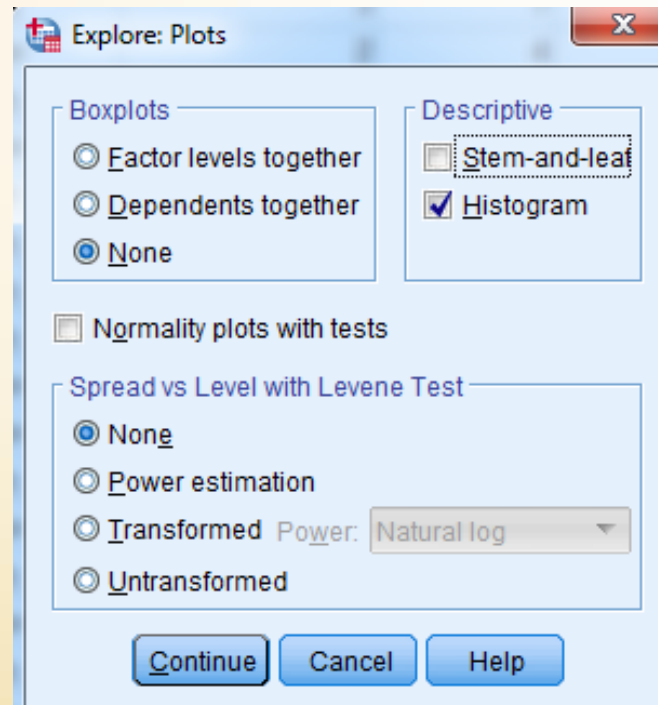 Explore: Plots
Boxplots
Factor levels together
Dependents together
None
Descriptive
Stem-and-leaf
Histogram
Normality plots with tests
Spread vs Level with Levene Test
None
Power estimation
Transformed Power: Natural log
Untransformed
Continue Cancel Help